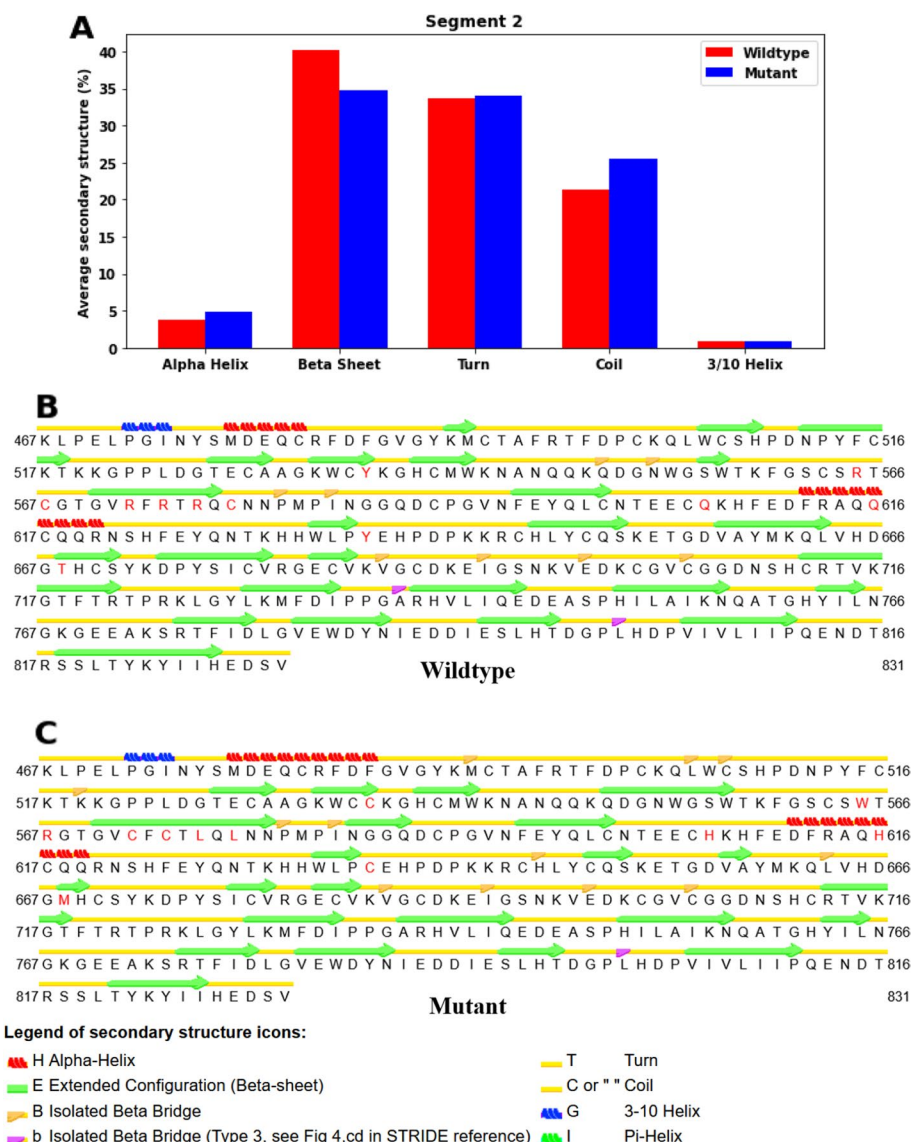 A
Segment 2
Average secondary structure (%)
40
35
30
25
20
15
10
5
0
Wildtype
Mutant
Alpha Helix Beta Sheet Turn Coil 3/10 Helix
B
467 K L P E L P G I N Y S M D E Q C R F D F G V G Y K M C T A F R T F D P C K Q L W C S H P D N P Y F C 516
517 K T K K G P P L D G T E C A A G K W C Y K G H C M W K N A N Q Q K Q D G N W G S W T K F G S C S R T 566
567 C G T G V R F R T R Q C N N P M P I N G G Q D C P G V N F E Y Q L C N T E E C Q K H F E D F R A Q Q 616
617 C Q Q R N S H F E Y Q N T K H H W L P Y E H P D P K K R C H L Y C Q S K E T G D V A Y M K Q L V H D 666
667 G T H C S Y K D P Y S I C V R G E C V K V G C D K E I G S N K V E D K C G V C G G D N S H C R T V K 716
717 G T F T R T P R K L G Y L K M F D I P P G A R H V L I Q E D E A S P H I L A I K N Q A T G H Y I L N 766
767 G K G E E A K S R T F I D L G V E W D Y N I E D D I E S L H T D G P L H D P V I V L I I P Q E N D T 816
817 R S S L T Y K Y I I H E D S V 831
Wildtype
C
467 K L P E L P G I N Y S M D E Q C R F D F G V G Y K M C T A F R T F D P C K Q L W C S H P D N P Y F C 516
517 K T K K G P P L D G T E C A A G K W C C K G H C M W K N A N Q Q K Q D G N W G S W T K F G S C S W T 566
567 R G T G V C F C T L Q L N N P M P I N G G Q D C P G V N F E Y Q L C N T E E C H K H F E D F R A Q H 616
617 C Q Q R N S H F E Y Q N T K H H W L P C E H P D P K K R C H L Y C Q S K E T G D V A Y M K Q L V H D 666
667 G M H C S Y K D P Y S I C V R G E C V K V G C D K E I G S N K V E D K C G V C G G D N S H C R T V K 716
717 G T F T R T P R K L G Y L K M F D I P P G A R H V L I Q E D E A S P H I L A I K N Q A T G H Y I L N 766
767 G K G E E A K S R T F I D L G V E W D Y N I E D D I E S L H T D G P L H D P V I V L I I P Q E N D T 816
817 R S S L T Y K Y I I H E D S V 831
Mutant
Legend of secondary structure icons:
H Alpha-Helix
E Extended Configuration (Beta-sheet)
B Isolated Beta Bridge
b Isolated Beta Bridge (Type 3, see Fig 4.cd in STRIDE reference)
T Turn
C or " " Coil
G 3-10 Helix
I Pi-Helix